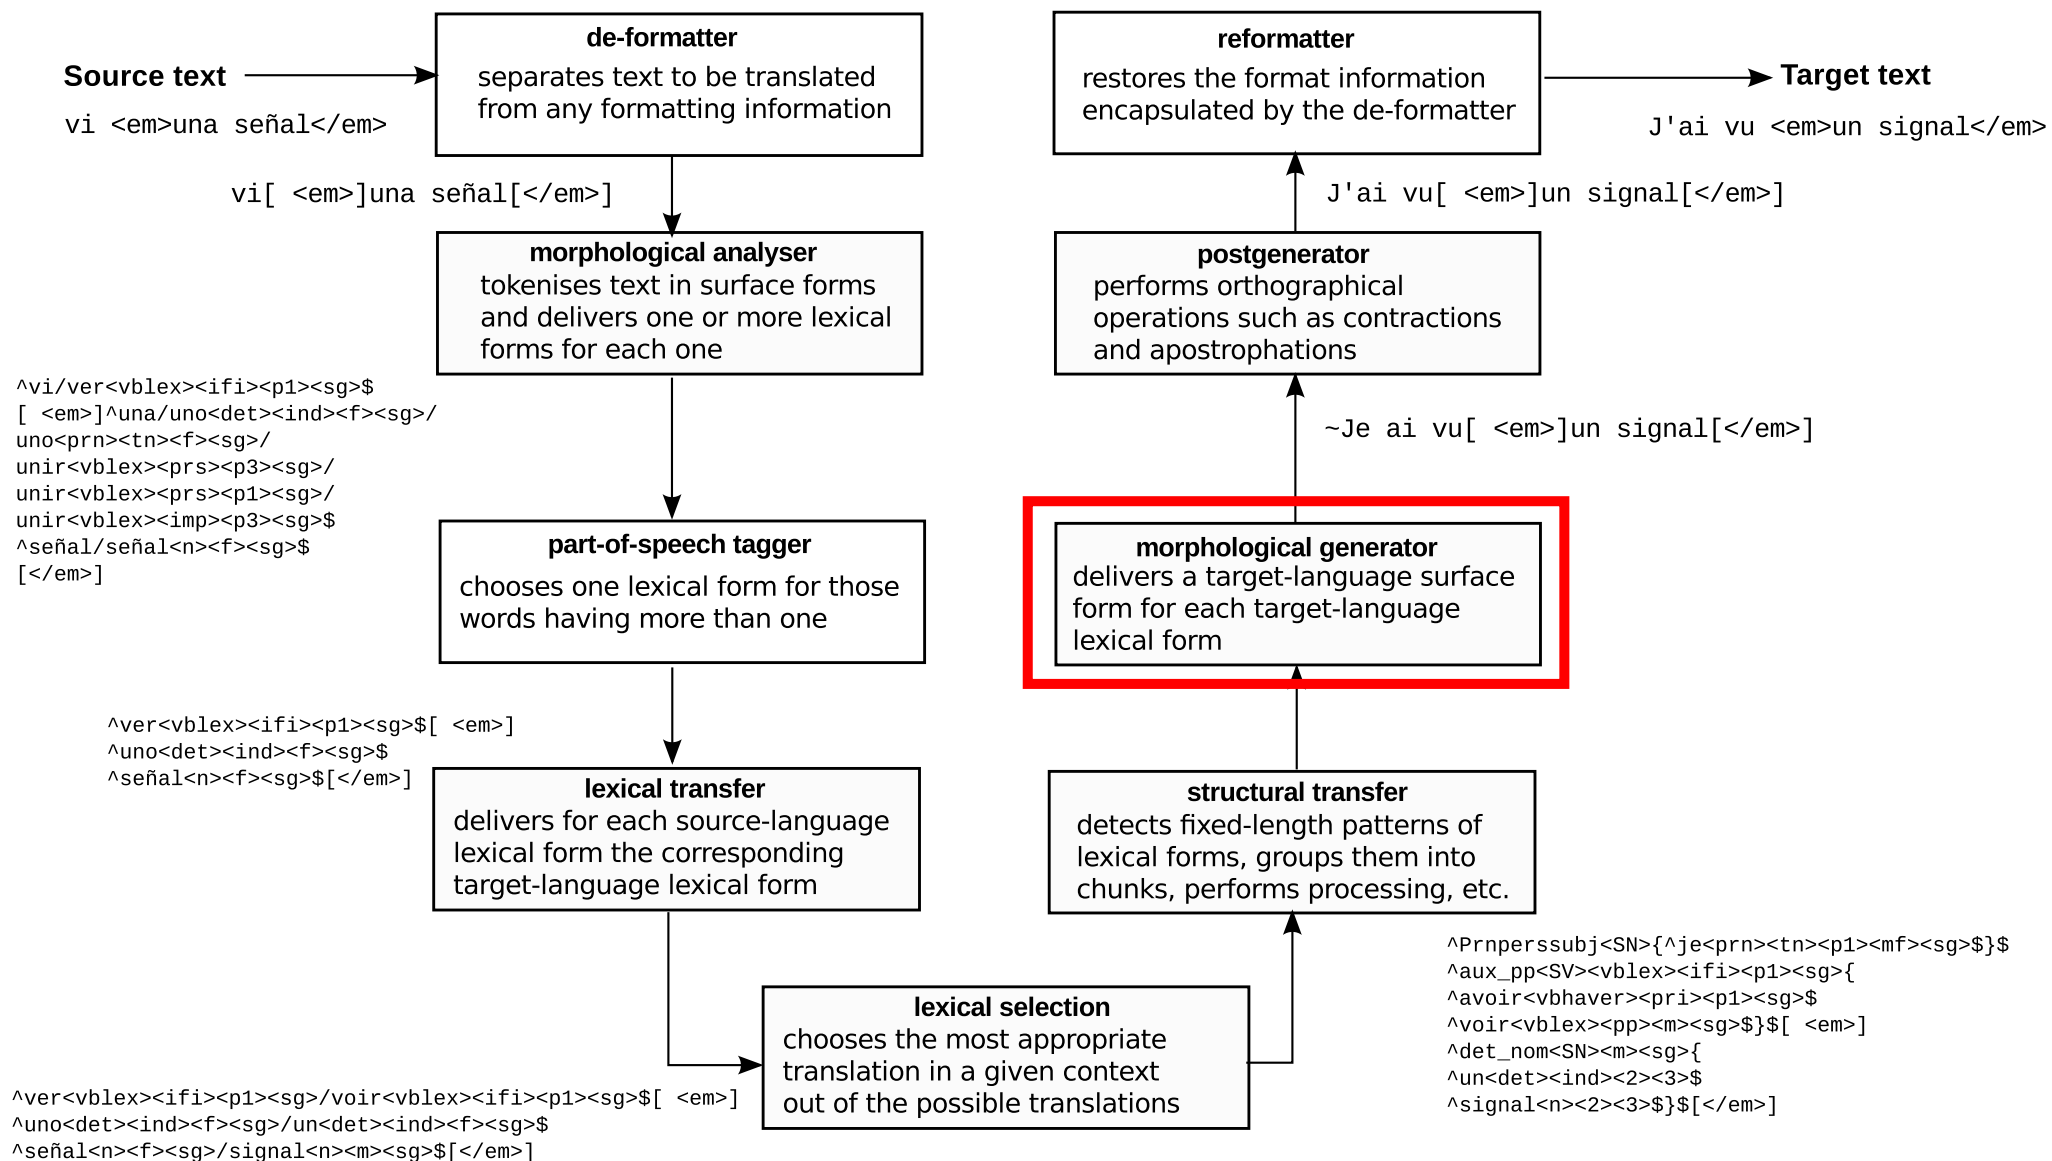 Source text
vi <em>una señal</em>
de-formatter
separates text to be translated
from any formatting information
vi[ <em>]una señal[</em>]
morphological analyser
tokenises text in surface forms
and delivers one or more lexical
forms for each one
^vi/ver<vblex><ifi><p1><sg>$
[ <em>]^una/uno<det><ind><f><sg>/
uno<prn><tn><f><sg>/
unir<vblex><prs><p3><sg>/
unir<vblex><prs><p1><sg>/
unir<vblex><imp><p3><sg>$
^señal/señal<n><f><sg>$
[</em>]
part-of-speech tagger
chooses one lexical form for those
words having more than one
^ver<vblex><ifi><p1><sg>$[ <em>]
^uno<det><ind><f><sg>$
^señal<n><f><sg>$[</em>]
lexical transfer
delivers for each source-language
lexical form the corresponding
target-language lexical form
^ver<vblex><ifi><p1><sg>/voir<vblex><ifi><p1><sg>$[ <em>]
^uno<det><ind><f><sg>/un<det><ind><f><sg>$
^señal<n><f><sg>/signal<n><m><sg>$[</em>]
lexical selection
chooses the most appropriate
translation in a given context
out of the possible translations
^Prnperssubj<SN>{^je<prn><tn><p1><mf><sg>$}$
^aux_pp<SV><vblex><ifi><p1><sg>{
^avoir<vbhaver><pri><p1><sg>$
^voir<vblex><pp><m><sg>$}$[ <em>]
^det_nom<SN><m><sg>{
^un<det><ind><2><3>$
^signal<n><2><3>$}$[</em>]
structural transfer
detects fixed-length patterns of
lexical forms, groups them into
chunks, performs processing, etc.
morphological generator
delivers a target-language surface
form for each target-language
lexical form
~Je ai vu[ <em>]un signal[</em>]
postgenerator
performs orthographical
operations such as contractions
and apostrophations
J'ai vu[ <em>]un signal[</em>]
reformatter
restores the format information
encapsulated by the de-formatter
Target text
J'ai vu <em>un signal</em>